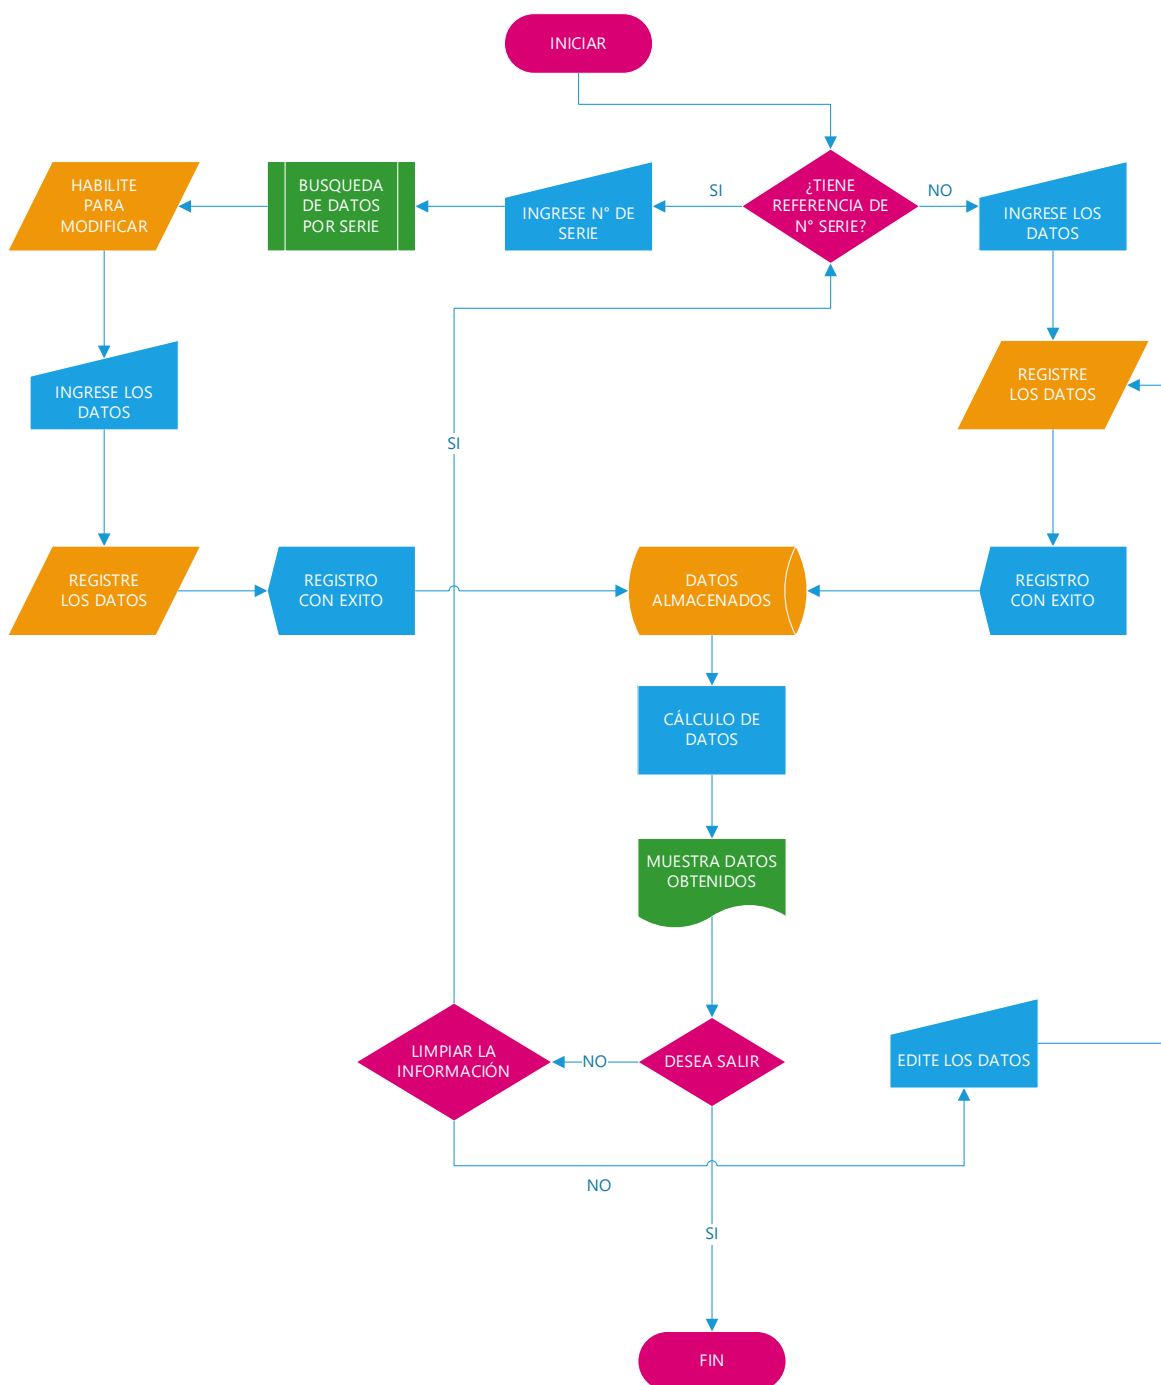 INICIAR
¿TIENE
REFERENCIA DE
N° SERIE?
SI
NO
INGRESE N° DE
SERIE
BUSQUEDA
DE DATOS
POR SERIE
HABILITE
PARA
MODIFICAR
INGRESE LOS
DATOS
INGRESE LOS
DATOS
REGISTRE
LOS DATOS
SI
REGISTRE
LOS DATOS
REGISTRO
CON EXITO
DATOS
ALMACENADOS
REGISTRO
CON EXITO
CÁLCULO DE
DATOS
MUESTRA DATOS
OBTENIDOS
LIMPIAR LA
INFORMACIÓN
NO
DESEA SALIR
EDITE LOS DATOS
NO
SI
FIN